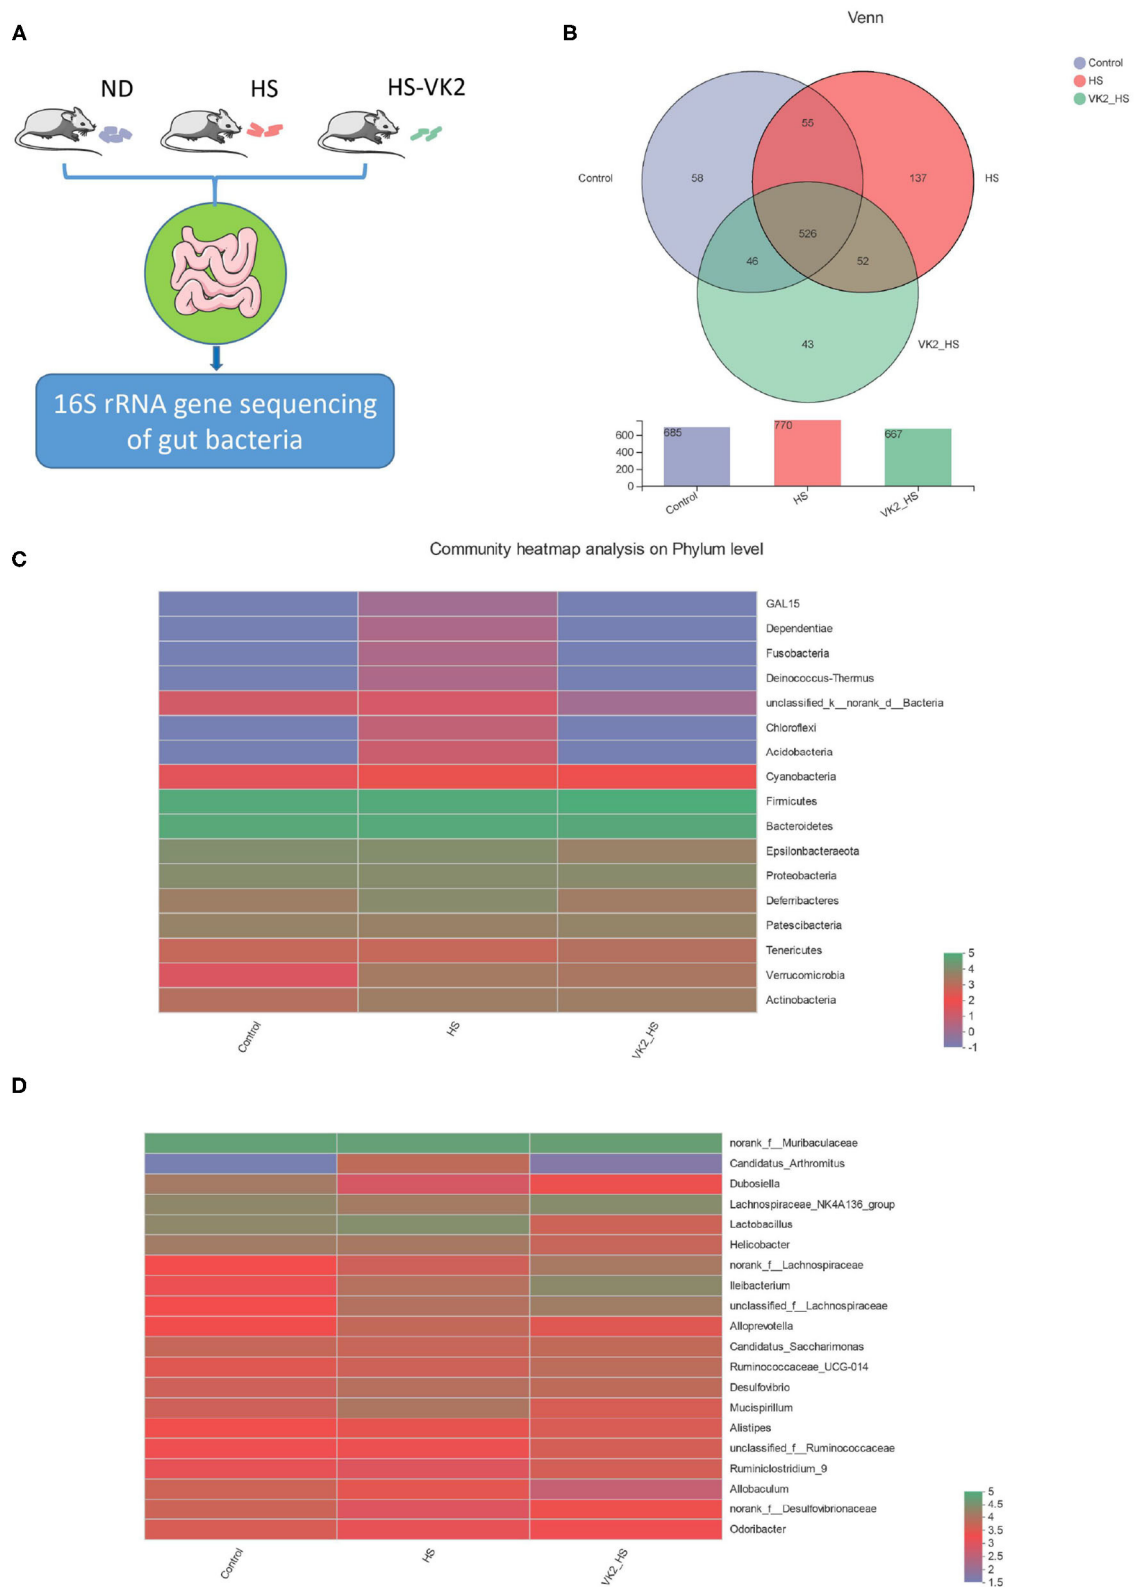 A
ND
HS
HS-VK2
16S rRNA gene sequencing
of gut bacteria
B
Venn
Control
HS
VK2_HS
55
Control
58
137
HS
526
46
52
43
VK2_HS
685
770
667
600
400
200
0
Control
HS
VK2_HS
C
Community heatmap analysis on Phylum level
GAL15
Dependentiae
Fusobacteria
Deinococcus-Thermus
unclassified_k__norank_d__Bacteria
Chloroflexi
Acidobacteria
Cyanobacteria
Firmicutes
Bacteroidetes
Epsilonbacteraeota
Proteobacteria
Deferribacteres
Patescibacteria
Tenericutes
Verrucomicrobia
Actinobacteria
5
4
3
2
1
0
-1
Control
HS
VK2_HS
D
norank_f__Muribaculaceae
Candidatus_Arthromitus
Dubosiella
Lachnospiraceae_NK4A136_group
Lactobacillus
Helicobacter
norank_f__Lachnospiraceae
Ileibacterium
unclassified_f__Lachnospiraceae
Alloprevotella
Candidatus_Saccharimonas
Ruminococcaceae_UCG-014
Desulfovibrio
Mucispirillum
Alistipes
unclassified_f__Ruminococcaceae
Ruminiclostridium_9
Allobaculum
norank_f__Desulfovibrionaceae
Odoribacter
5
4.5
4
3.5
3
2.5
2
1.5
Control
HS
VK2_HS